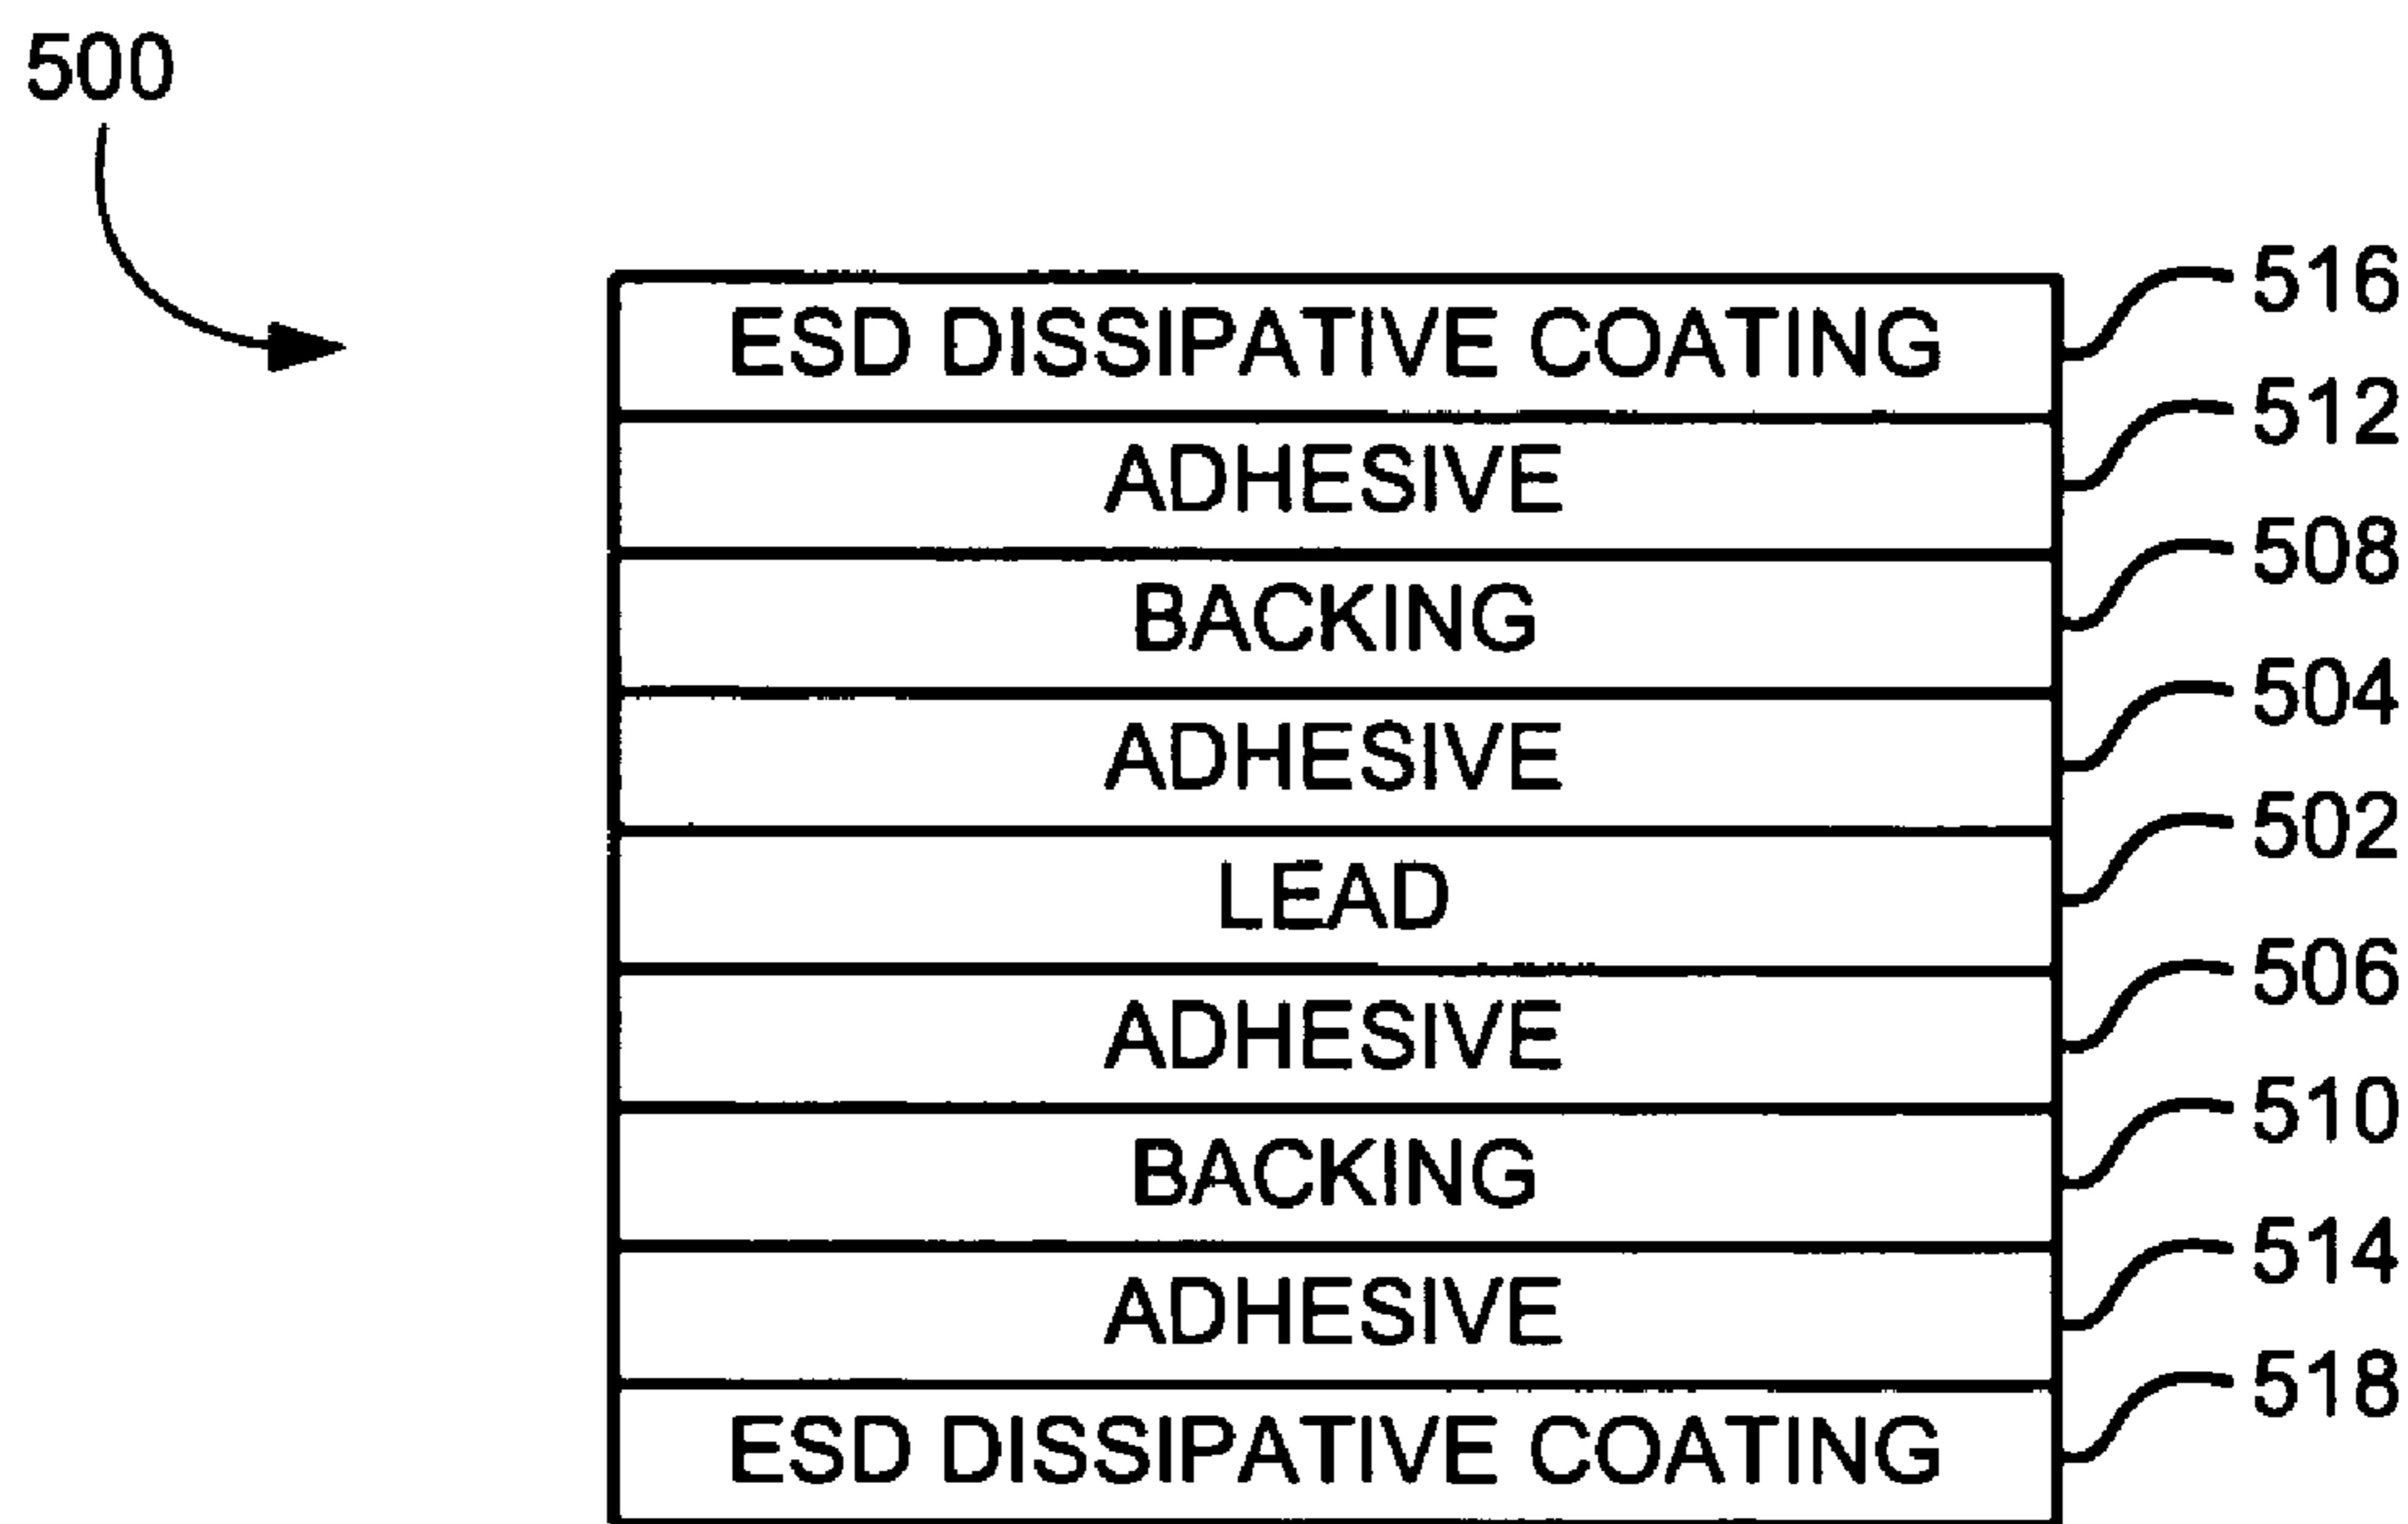 500
ESD DISSIPATIVE COATING 516
ADHESIVE 512
BACKING 508
ADHESIVE 504
LEAD 502
ADHESIVE 506
BACKING 510
ADHESIVE 514
ESD DISSIPATIVE COATING 518